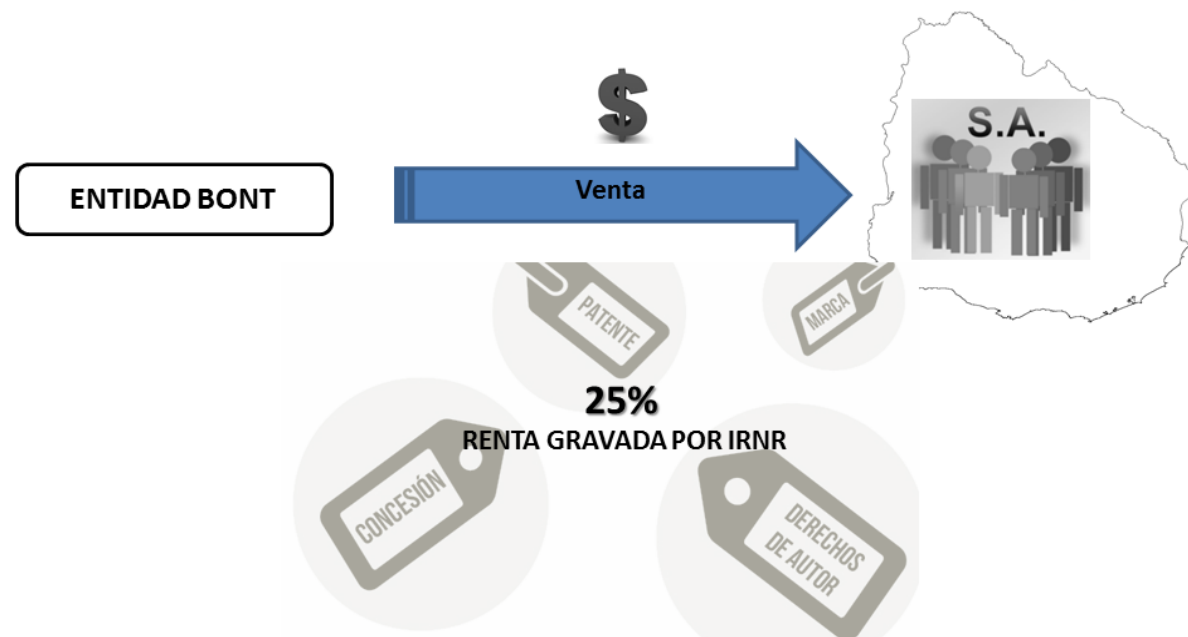 $
S.A.
ENTIDAD BONT
Venta
PATENTE
MARCA
25%
RENTA GRAVADA POR IRNR
CONCESIÓN
DERECHOS
DE AUTOR